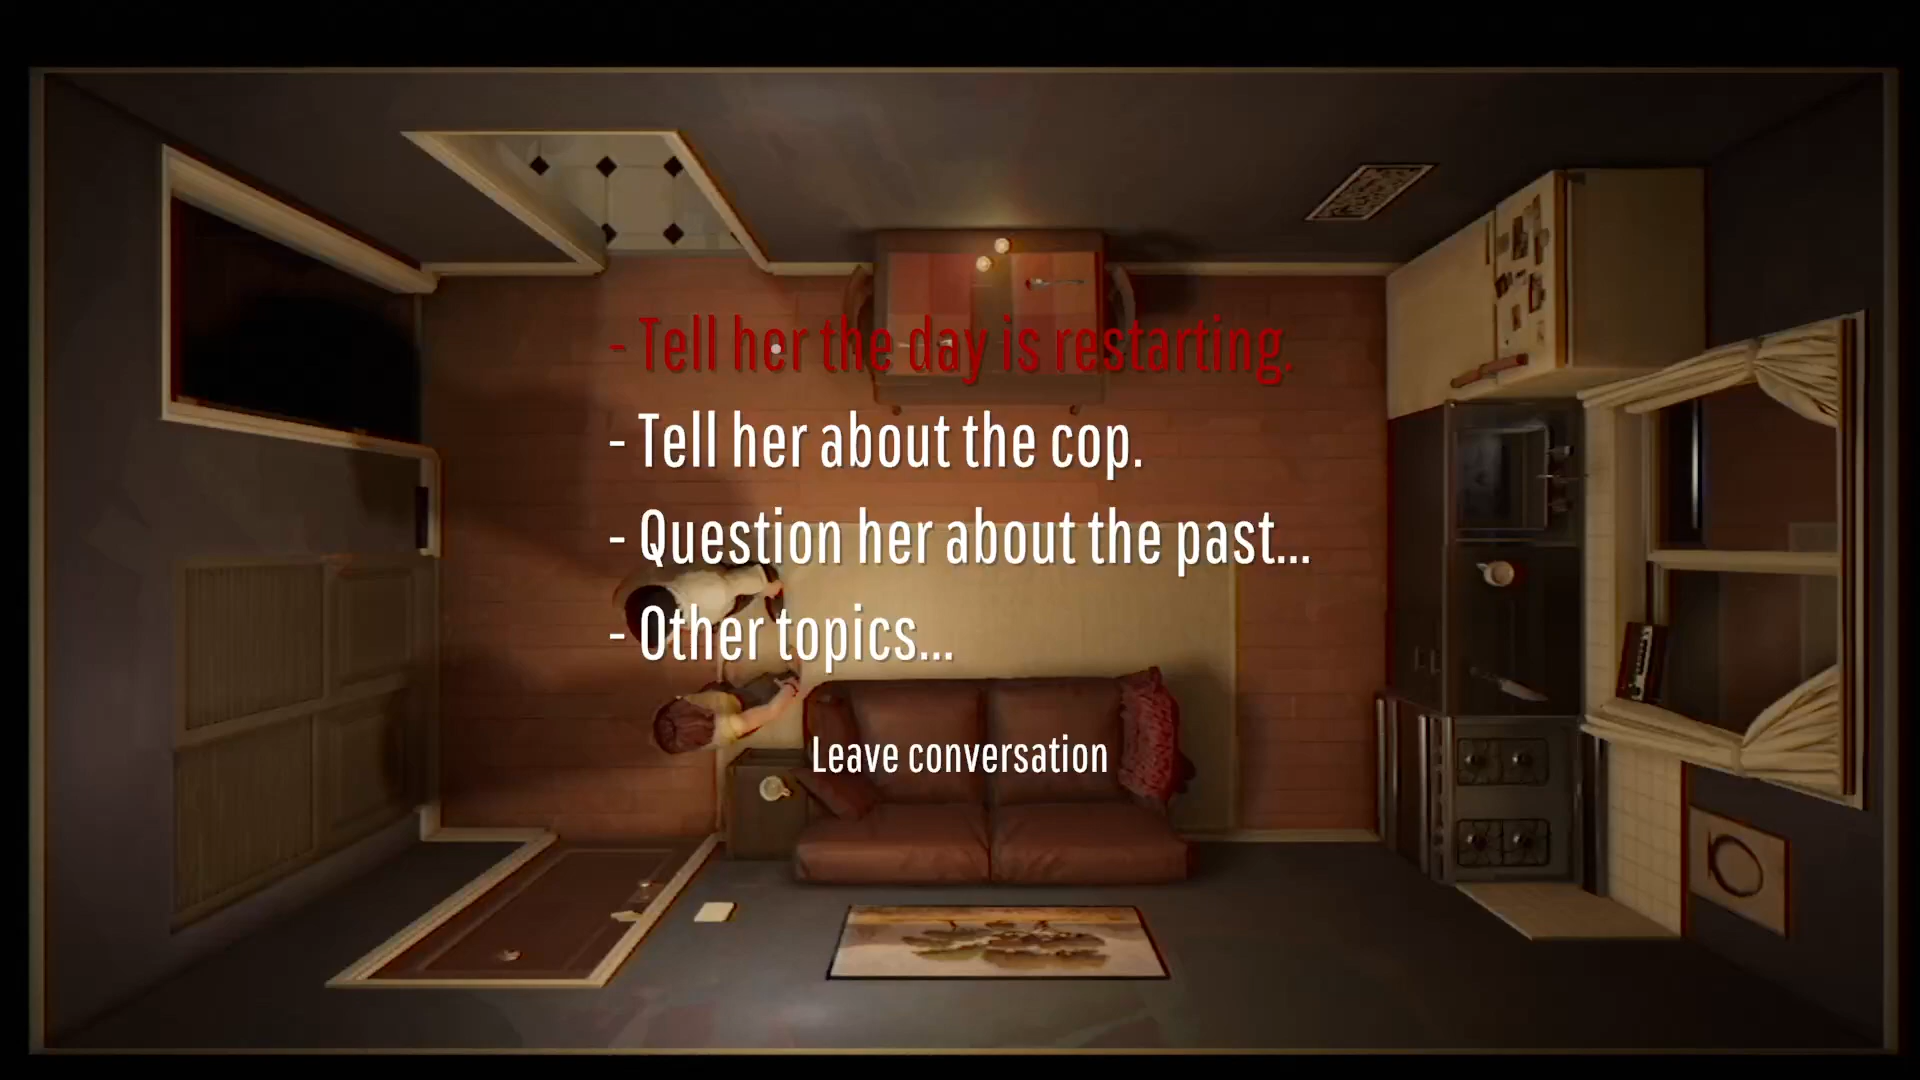 - Tell her the day is restarting.
- Tell her about the cop.
- Question her about the past...
- Other topics...
Leave conversation